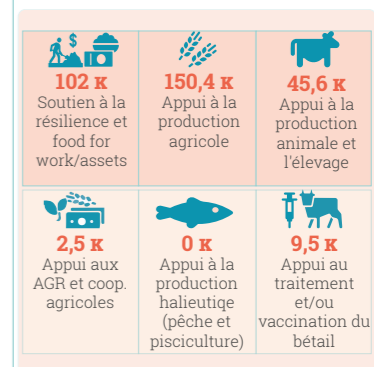 102 K
Soutien à la
résilience et
food for
work/assets
150,4 K
Appui à la
production
agricole
45,6 K
Appui à la
production
animale et
l'élevage
2,5 K
Appui aux
AGR et coop.
agricoles
0 K
Appui à la
production
halieutiqe
(pêche et
pisciculture)
9,5 K
Appui au
traitement
et/ou
vaccination du
bétail